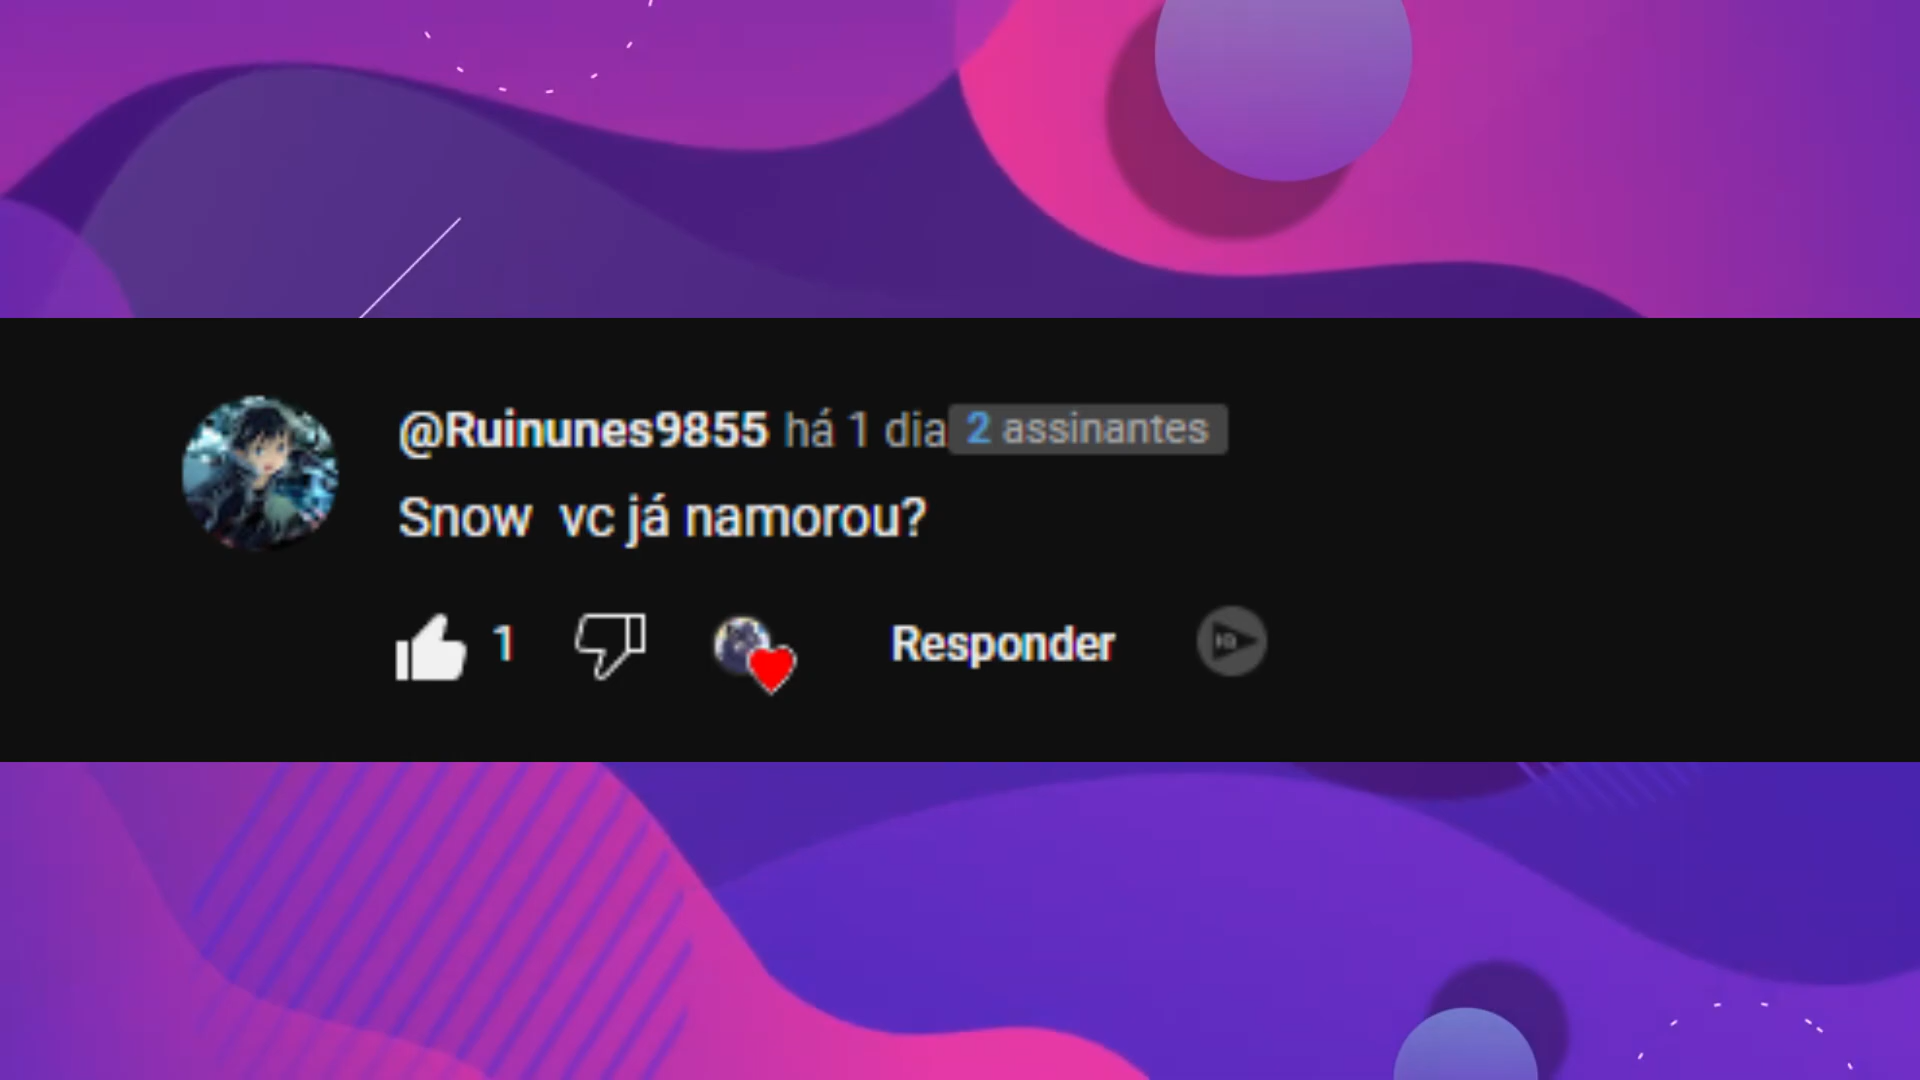 @Ruinunes9855 há 1 dia 2 assinantes
Snow vc já namorou?
1 Responder